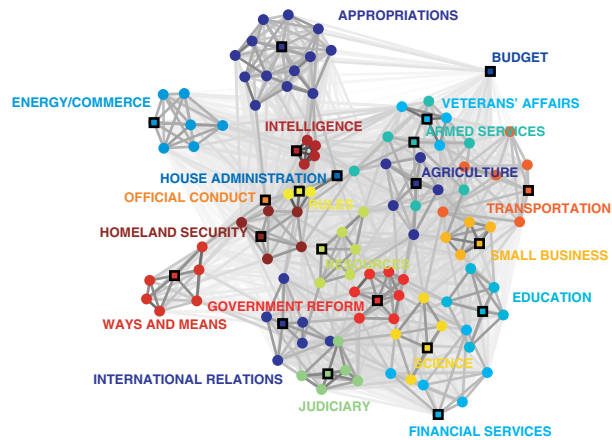 APPROPRIATIONS
BUDGET
ENERGY/COMMERCE
VETERANS' AFFAIRS
INTELLIGENCE
ARMED SERVICES
HOUSE ADMINISTRATION
AGRICULTURE
OFFICIAL CONDUCT
RULES
TRANSPORTATION
HOMELAND SECURITY
RESOURCES
SMALL BUSINESS
GOVERNMENT REFORM
EDUCATION
WAYS AND MEANS
SCIENCE
INTERNATIONAL RELATIONS
JUDICIARY
FINANCIAL SERVICES